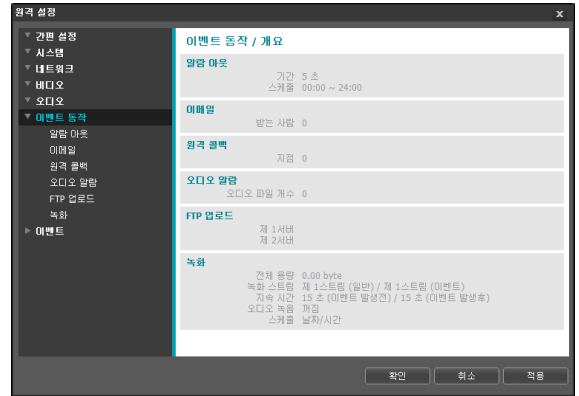 원격 설정
x
간편 설정
시스템
네트워크
비디오
오디오
이벤트 동작
알람 아웃
이메일
원격 콜백
오디오 알람
FTP 업로드
녹화
이벤트
이벤트 동작 / 개요
알람 아웃
기간 5 초
스케줄 00:00 ~ 24:00
이메일
받는 사람 0
원격 콜백
지점 0
오디오 알람
오디오 파일 개수 0
FTP 업로드
제 1서버
제 2서버
녹화
전체 용량 0.00 byte
녹화 스트림 제 1스트림 (일반) / 제 1스트림 (이벤트)
지속 시간 15 초 (이벤트 발생전) / 15 초 (이벤트 발생후)
오디오 녹음 꺼짐
스케줄 날짜/시간
확인 취소 적용